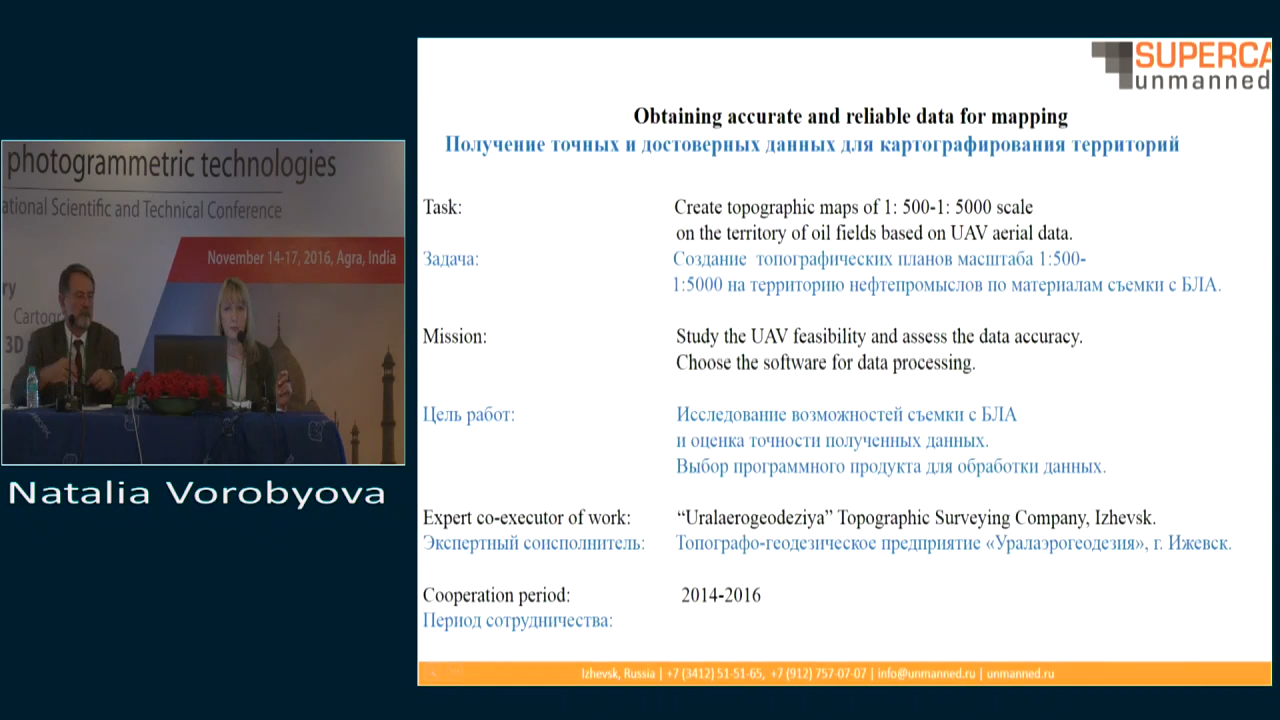 photogrammetric technologies
ational Scientific and Technical Conference
November 14-17, 2016, Agra, India
ry
Cartogr
3D
Natalia Vorobyova
SUPERCA
unmanned
Obtaining accurate and reliable data for mapping
Получение точных и достоверных данных для картографирования территорий
Task: Create topographic maps of 1: 500-1: 5000 scale
on the territory of oil fields based on UAV aerial data.
Задача: Создание топографических планов масштаба 1:500-
1:5000 на территорию нефтепромыслов по материалам съемки с БЛА.
Mission: Study the UAV feasibility and assess the data accuracy.
Choose the software for data processing.
Цель работ: Исследование возможностей съемки с БЛА
и оценка точности полученных данных.
Выбор программного продукта для обработки данных.
Expert co-executor of work: “Uralaerogeodeziya” Topographic Surveying Company, Izhevsk.
Экспертный соисполнитель: Топографо-геодезическое предприятие «Уралаэрогеодезия», г. Ижевск.
Cooperation period: 2014-2016
Период сотрудничества:
Izhevsk, Russia | +7 (3412) 51-51-65, +7 (912) 757-07-07 | info@unmanned.ru | unmanned.ru